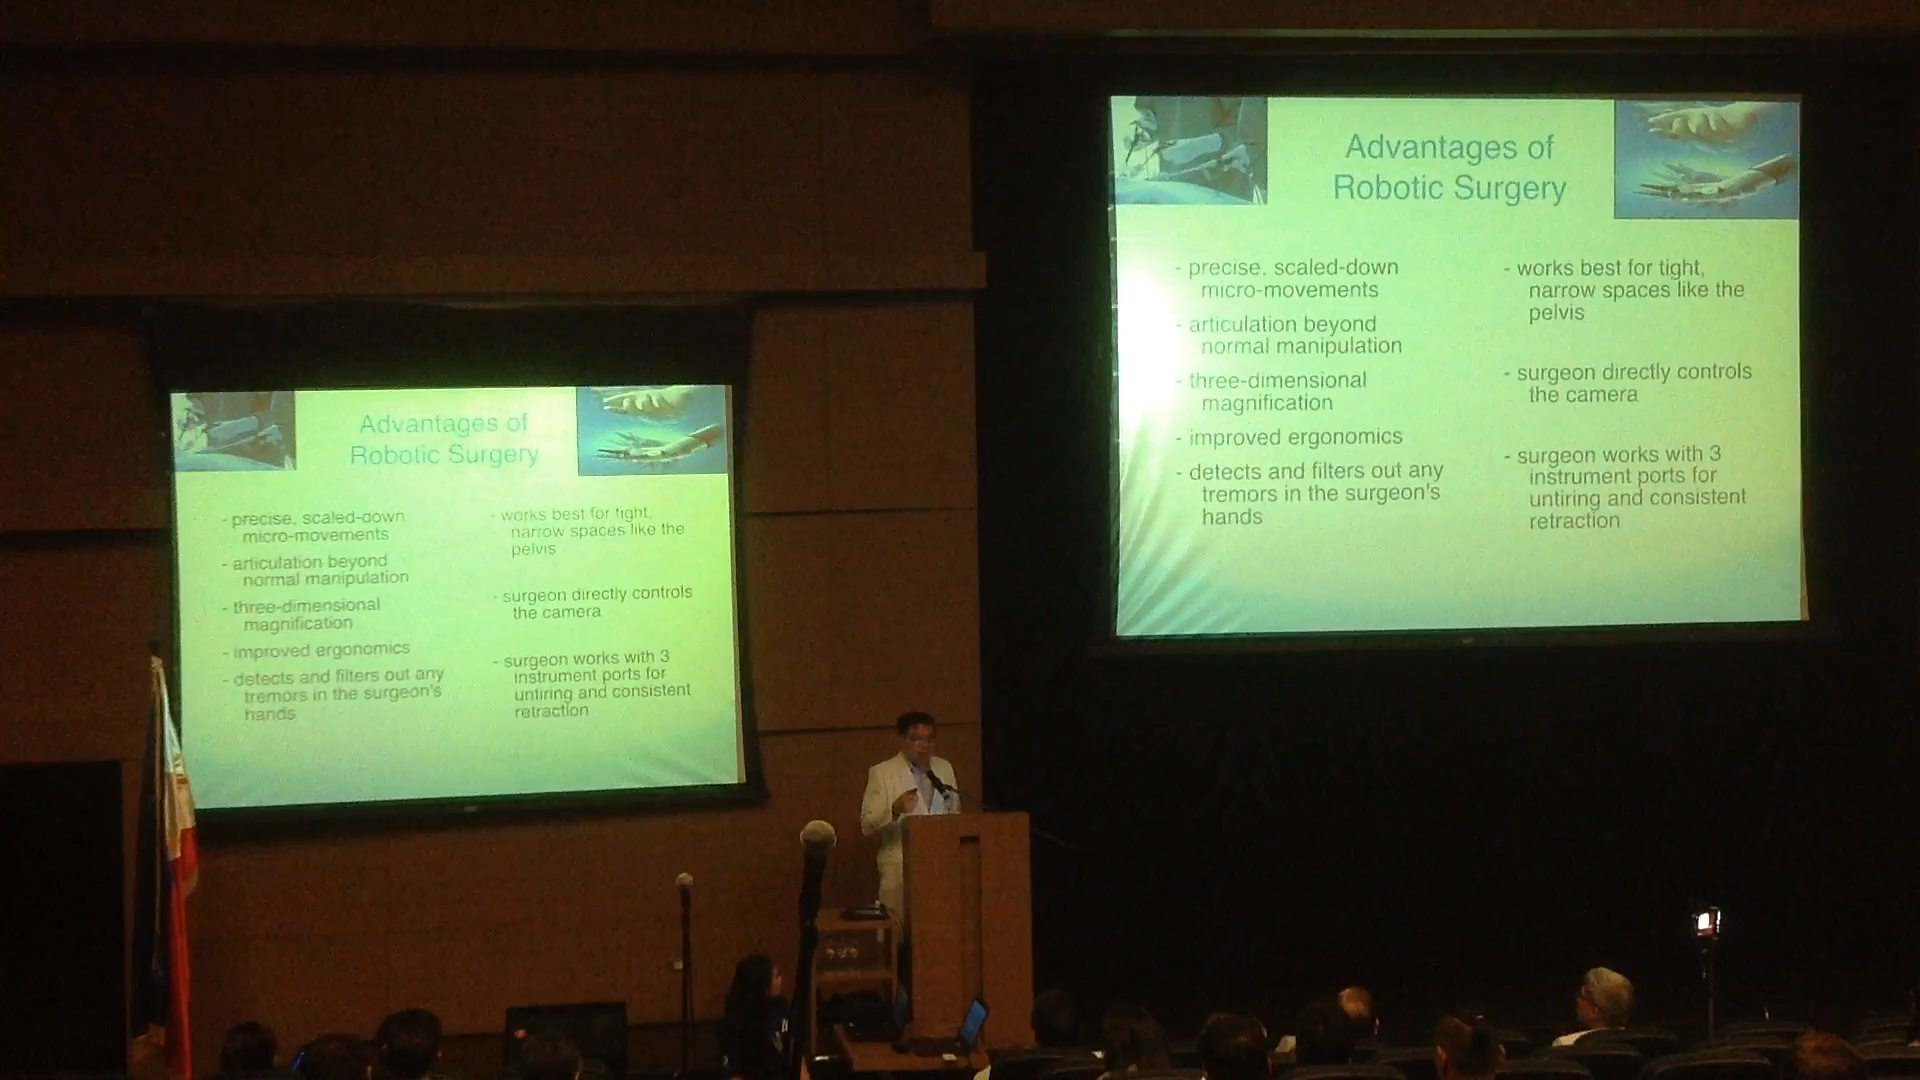 Advantages of
Robotic Surgery
- precise, scaled-down
micro-movements
- articulation beyond
normal manipulation
- three-dimensional
magnification
- improved ergonomics
- detects and filters out any
tremors in the surgeon's
hands
- works best for tight,
narrow spaces like the
pelvis
- surgeon directly controls
the camera
- surgeon works with 3
instrument ports for
untiring and consistent
retraction
Advantages of
Robotic Surgery
- precise, scaled-down
micro-movements
- articulation beyond
normal manipulation
- three-dimensional
magnification
- improved ergonomics
- detects and filters out any
tremors in the surgeon's
hands
- works best for tight,
narrow spaces like the
pelvis
- surgeon directly controls
the camera
- surgeon works with 3
instrument ports for
untiring and consistent
retraction